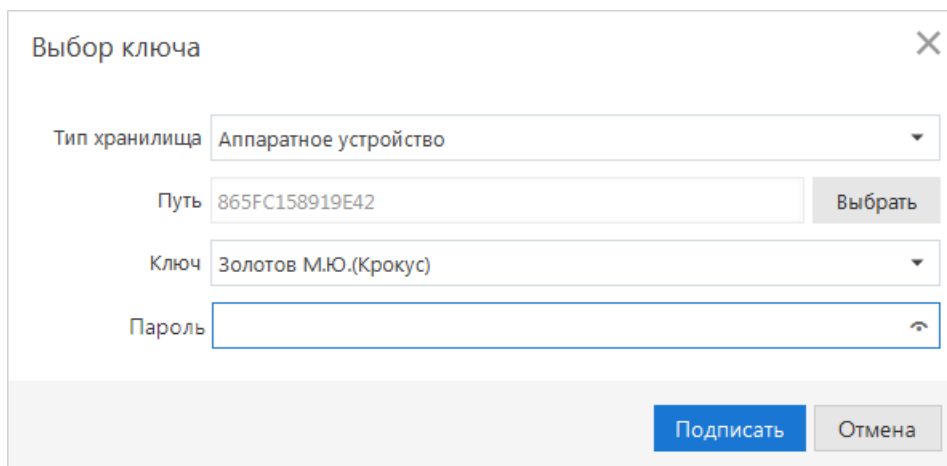 Выбор ключа
Тип хранилища Аппаратное устройство
Путь 865FC158919E42 Выбрать
Ключ Золотов М.Ю.(Крокус)
Пароль
Подписать Отмена